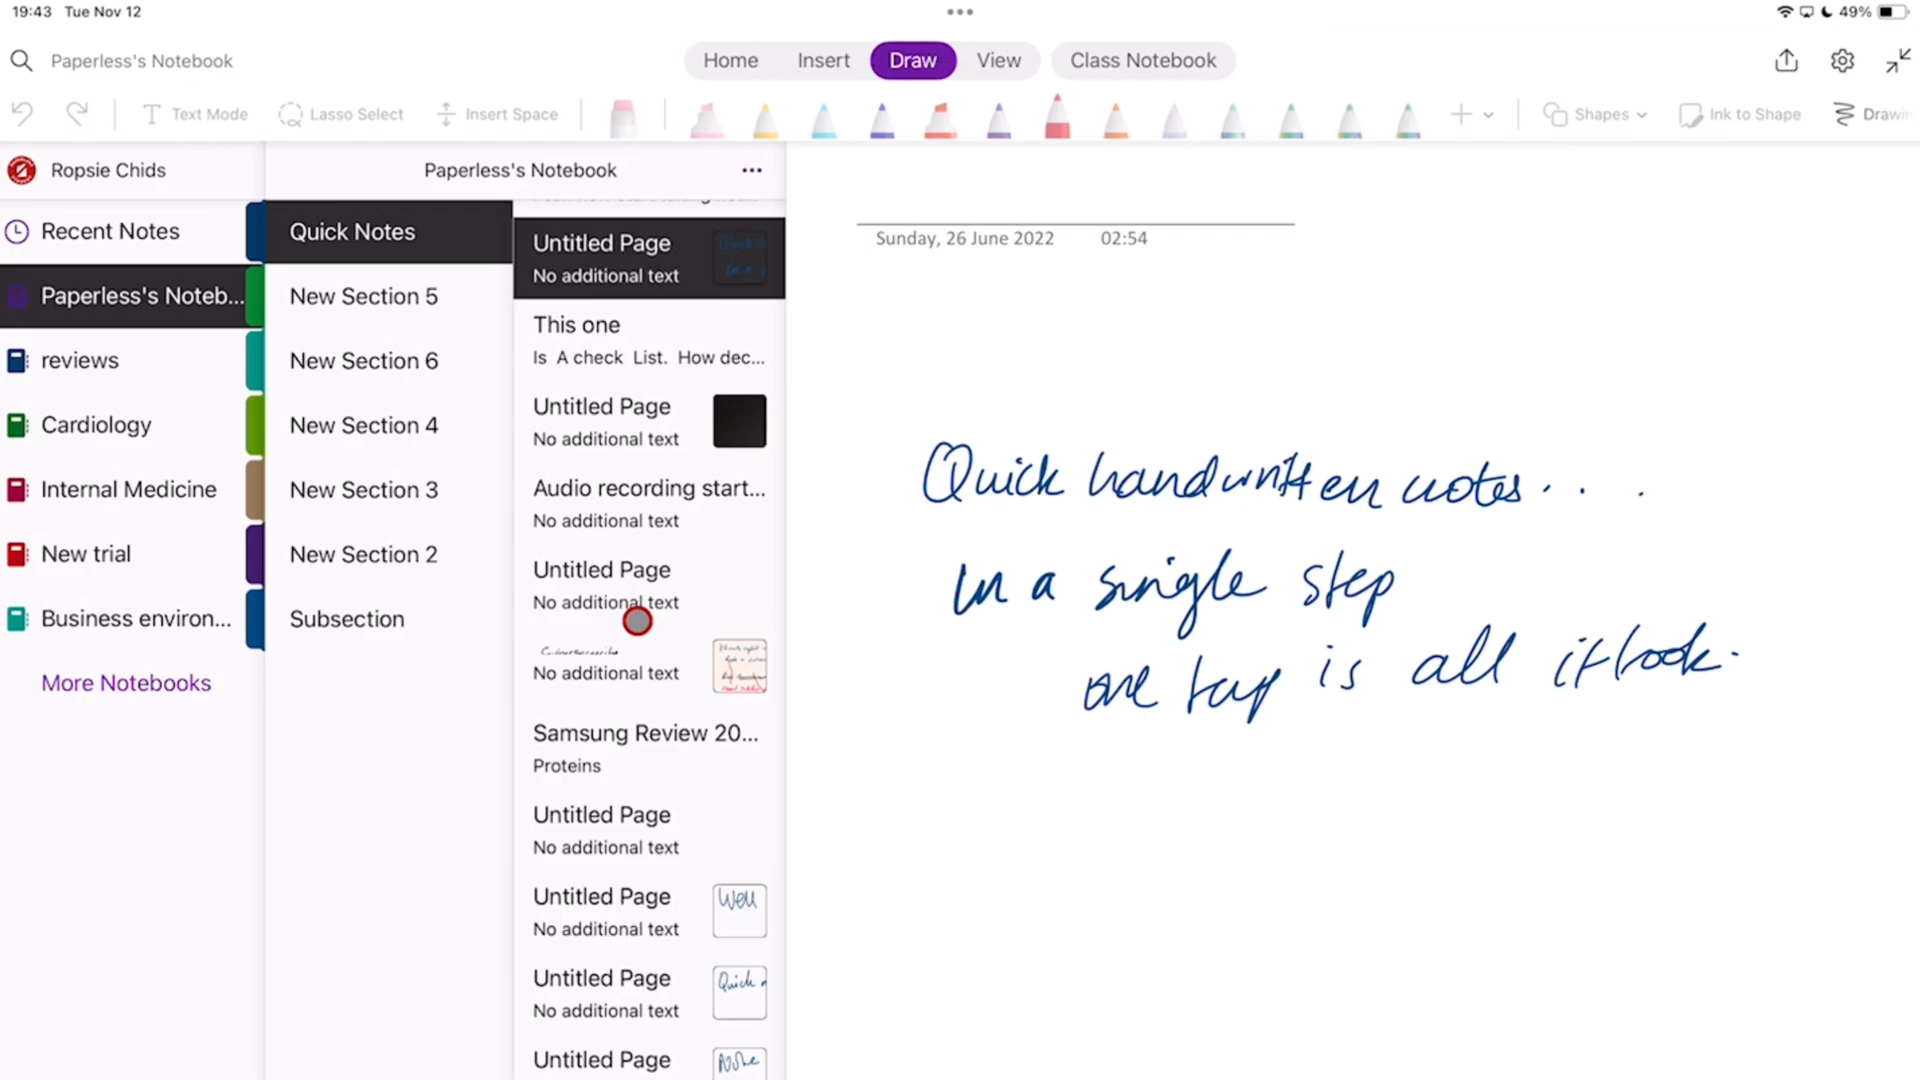 19:43 Tue Nov 12
49%
Paperless's Notebook
Home Insert Draw View Class Notebook
Text Mode Lasso Select Insert Space
Shapes Ink to Shape Drawin
Ropsie Chids
Recent Notes
Paperless's Noteb...
reviews
Cardiology
Internal Medicine
New trial
Business environ...
More Notebooks
Paperless's Notebook
Quick Notes
New Section 5
New Section 6
New Section 4
New Section 3
New Section 2
Subsection
Untitled Page
No additional text
This one
Is A check List. How dec...
Untitled Page
No additional text
Audio recording start...
No additional text
Untitled Page
No additional text
No additional text
Samsung Review 20...
Proteins
Untitled Page
No additional text
Untitled Page
No additional text
Well
Untitled Page
No additional text
Quick
Untitled Page
Sunday, 26 June 2022 02:54
Quick handwritten notes. . .
in a single step
one tap is all it took.